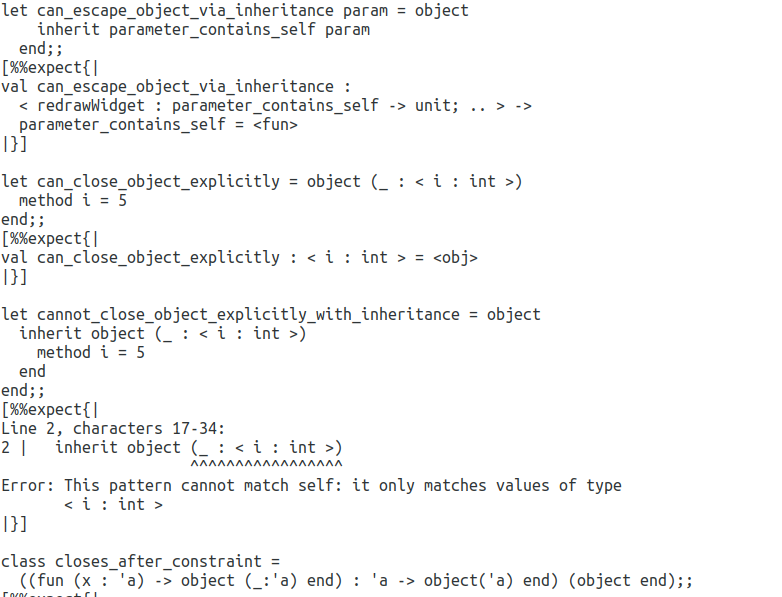 let can_escape_object_via_inheritance param = object
    inherit parameter_contains_self param
  end;;
[%%expect{|
val can_escape_object_via_inheritance :
  < redrawWidget : parameter_contains_self -> unit; .. > ->
  parameter_contains_self = <fun>
|}]

let can_close_object_explicitly = object (_ : < i : int >)
  method i = 5
end;;
[%%expect{|
val can_close_object_explicitly : < i : int > = <obj>
|}]

let cannot_close_object_explicitly_with_inheritance = object
  inherit object (_ : < i : int >)
    method i = 5
  end
end;;
[%%expect{|
Line 2, characters 17-34:
2 |   inherit object (_ : < i : int >)
                     ^^^^^^^^^^^^^^^^^
Error: This pattern cannot match self: it only matches values of type
       < i : int >
|}]

class closes_after_constraint =
  ((fun (x : 'a) -> object (_:'a) end) : 'a -> object('a) end) (object end);;
[%%expect{|